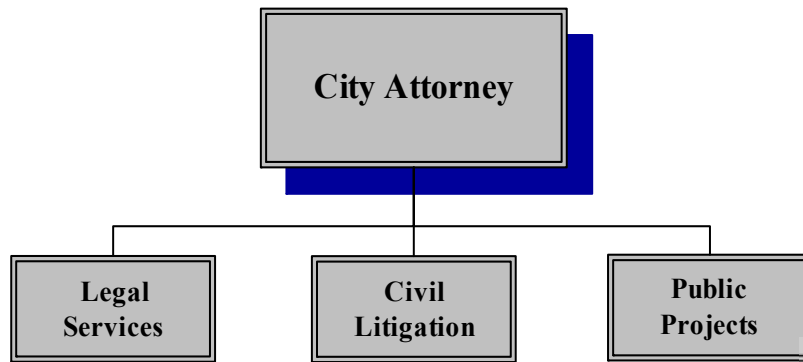 City Attorney
Legal
Services
Civil
Litigation
Public
Projects